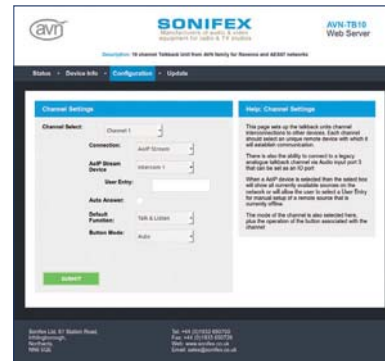 avn
SONIFEX
Manufacturers of audio & video
equipment for radio & TV studios
AVN-TB10
Web Server
Description: 10 channel Talkback Unit from AVN family for Ravenna and AES67 networks
Status • Device Info • Configuration • Update
Channel Settings
Channel Select: Channel 1
Connection: AoIP Stream
AoIP Stream Device Intercom 1
User Entry:
Auto Answer:
Default Function: Talk & Listen
Button Mode: Auto
SUBMIT
Help: Channel Settings
This page sets up the talkback units channel
interconnections to other devices. Each channel
should select an unique remote device with which it
will establish communication.
There is also the ability to connect to a legacy
analogue talkback channel via Audio input port 3
that can be set as an IO port
When a AoIP device is selected then the select box
will show all currently available sources on the
network or will allow the user to select a User Entry
for manual setup of a remote source that is
currently offline
The mode of the channel is also selected here,
plus the operation of the button associated with the
channel
Sonifex Ltd, 61 Station Road,
Irthlingborough,
Northants,
NN9 5QE
Tel: +44 (0)1933 650700
Fax: +44 (0)1933 650726
Web: www.sonifex.co.uk
Email: sales@sonifex.co.uk